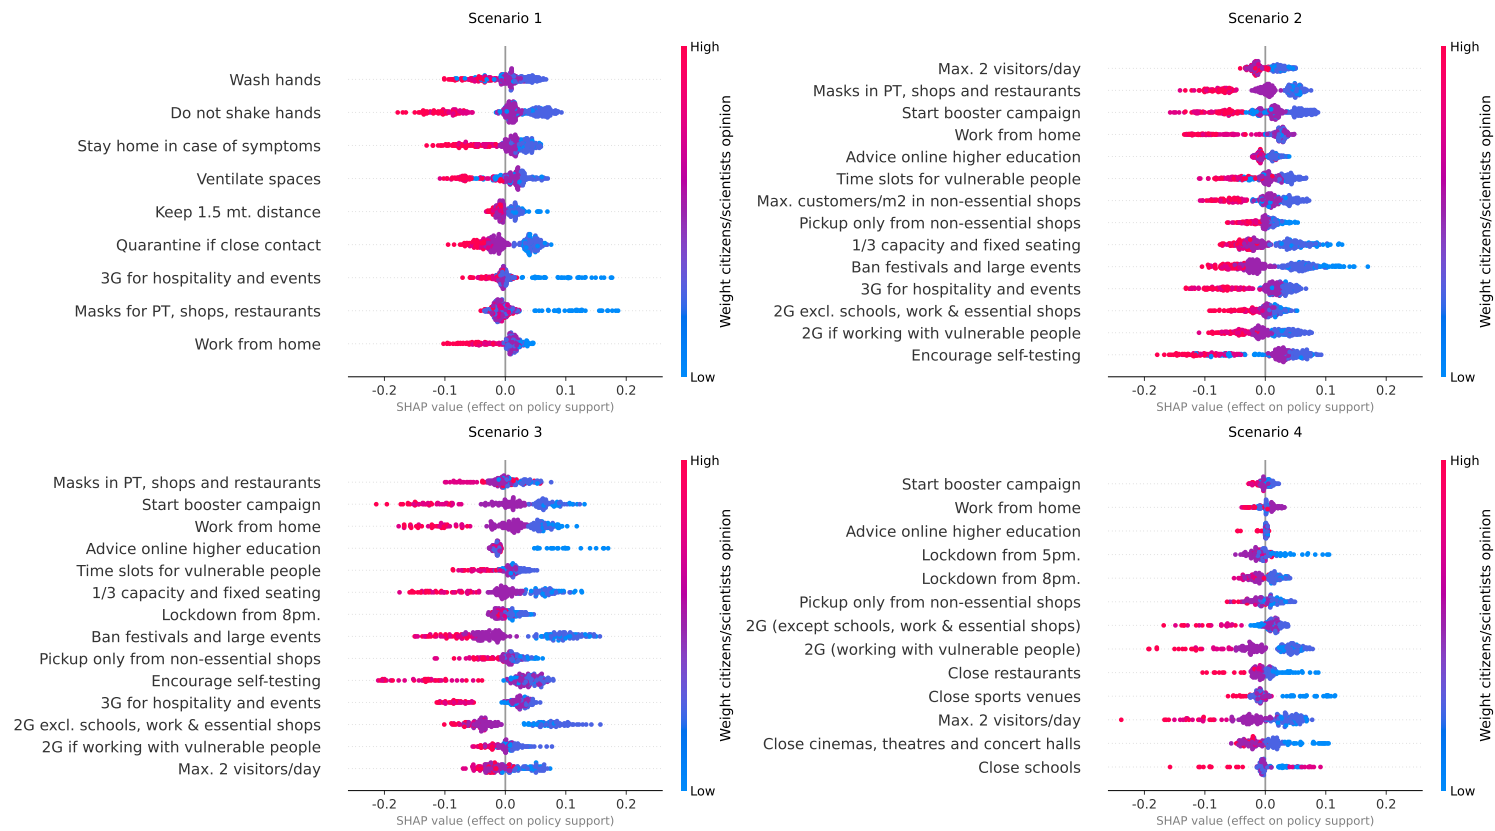 Scenario 1
High
Wash hands
Do not shake hands
Stay home in case of symptoms
Ventilate spaces
Keep 1.5 mt. distance
Quarantine if close contact
3G for hospitality and events
Masks for PT, shops, restaurants
Work from home
Low
-0.2 -0.1 0.0 0.1 0.2
SHAP value (effect on policy support)
Weight citizens/scientists opinion
Scenario 2
High
Max. 2 visitors/day
Masks in PT, shops and restaurants
Start booster campaign
Work from home
Advice online higher education
Time slots for vulnerable people
Max. customers/m2 in non-essential shops
Pickup only from non-essential shops
1/3 capacity and fixed seating
Ban festivals and large events
3G for hospitality and events
2G excl. schools, work & essential shops
2G if working with vulnerable people
Encourage self-testing
Low
-0.2 -0.1 0.0 0.1 0.2
SHAP value (effect on policy support)
Weight citizens/scientists opinion
Scenario 3
High
Masks in PT, shops and restaurants
Start booster campaign
Work from home
Advice online higher education
Time slots for vulnerable people
1/3 capacity and fixed seating
Lockdown from 8pm.
Ban festivals and large events
Pickup only from non-essential shops
Encourage self-testing
3G for hospitality and events
2G excl. schools, work & essential shops
2G if working with vulnerable people
Max. 2 visitors/day
Low
-0.2 -0.1 0.0 0.1 0.2
SHAP value (effect on policy support)
Weight citizens/scientists opinion
Scenario 4
High
Start booster campaign
Work from home
Advice online higher education
Lockdown from 5pm.
Lockdown from 8pm.
Pickup only from non-essential shops
2G (except schools, work & essential shops)
2G (working with vulnerable people)
Close restaurants
Close sports venues
Max. 2 visitors/day
Close cinemas, theatres and concert halls
Close schools
Low
-0.2 -0.1 0.0 0.1 0.2
SHAP value (effect on policy support)
Weight citizens/scientists opinion